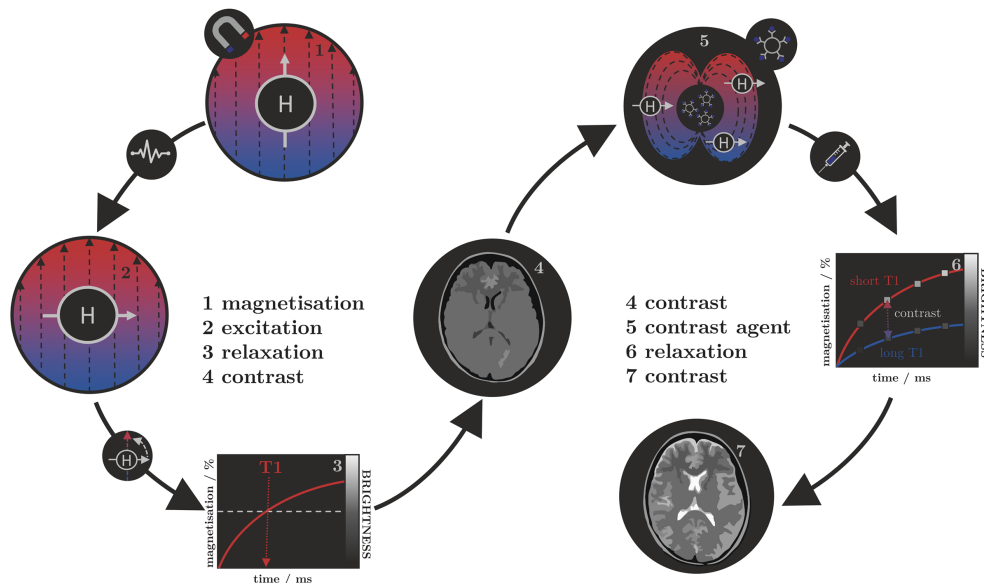 1
H
2
H
1 magnetisation
2 excitation
3 relaxation
4 contrast
H
magnetisation / %
T1
3
BRIGHTNESS
time / ms
4
5
H
H
H
4 contrast
5 contrast agent
6 relaxation
7 contrast
magnetisation / %
short T1
6
contrast
long T1
BRIGHTNESS
time / ms
7